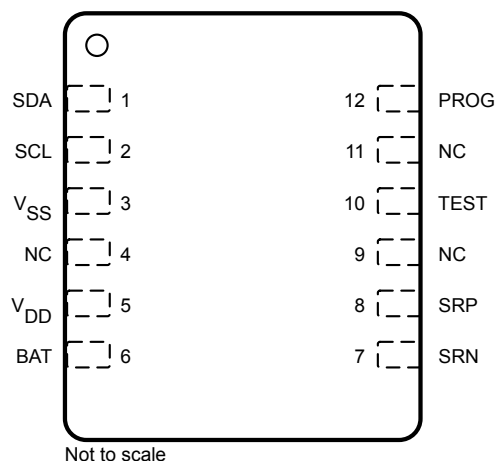 SDA 1 12 PROG
SCL 2 11 NC
VSS 3 10 TEST
NC 4 9 NC
VDD 5 8 SRP
BAT 6 7 SRN
Not to scale